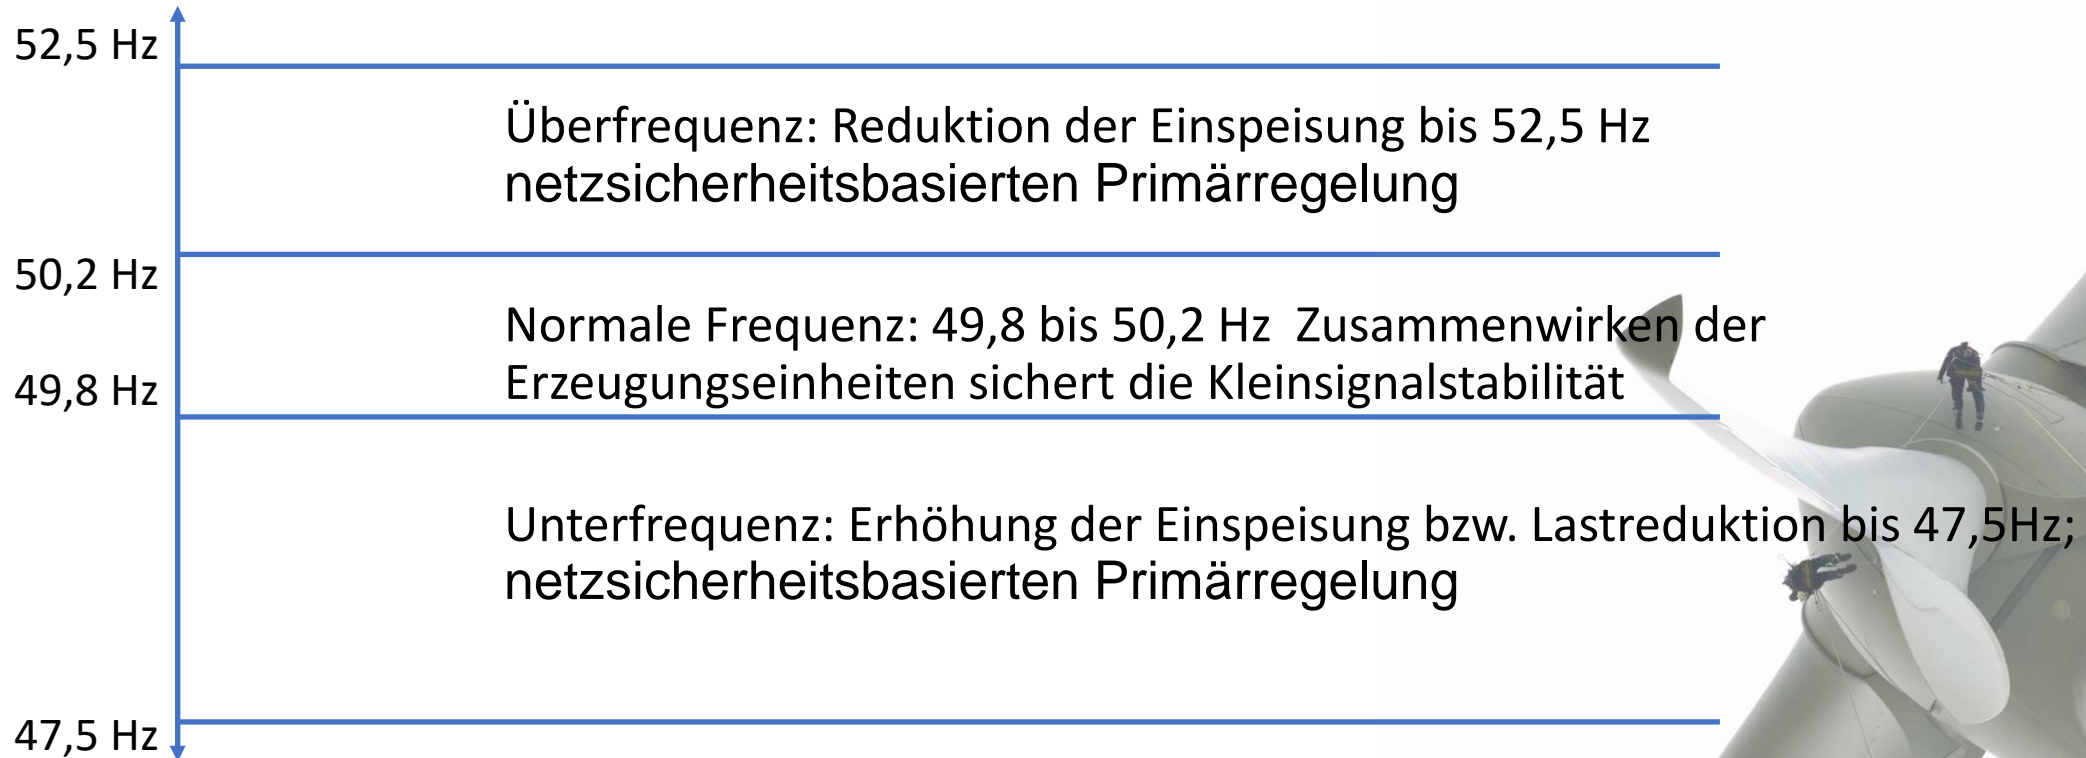 52,5 Hz
Überfrequenz: Reduktion der Einspeisung bis 52,5 Hz
netzsicherheitsbasierten Primärregelung
50,2 Hz
Normale Frequenz: 49,8 bis 50,2 Hz  Zusammenwirken der
49,8 Hz
Erzeugungseinheiten sichert die Kleinsignalstabilität
Unterfrequenz: Erhöhung der Einspeisung bzw. Lastreduktion bis 47,5Hz;
netzsicherheitsbasierten Primärregelung
47,5 Hz